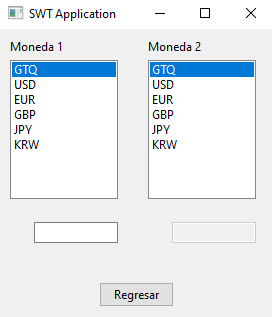 SWT Application
Moneda 1
Moneda 2
GTQ
USD
EUR
GBP
JPY
KRW
GTQ
USD
EUR
GBP
JPY
KRW
Regresar